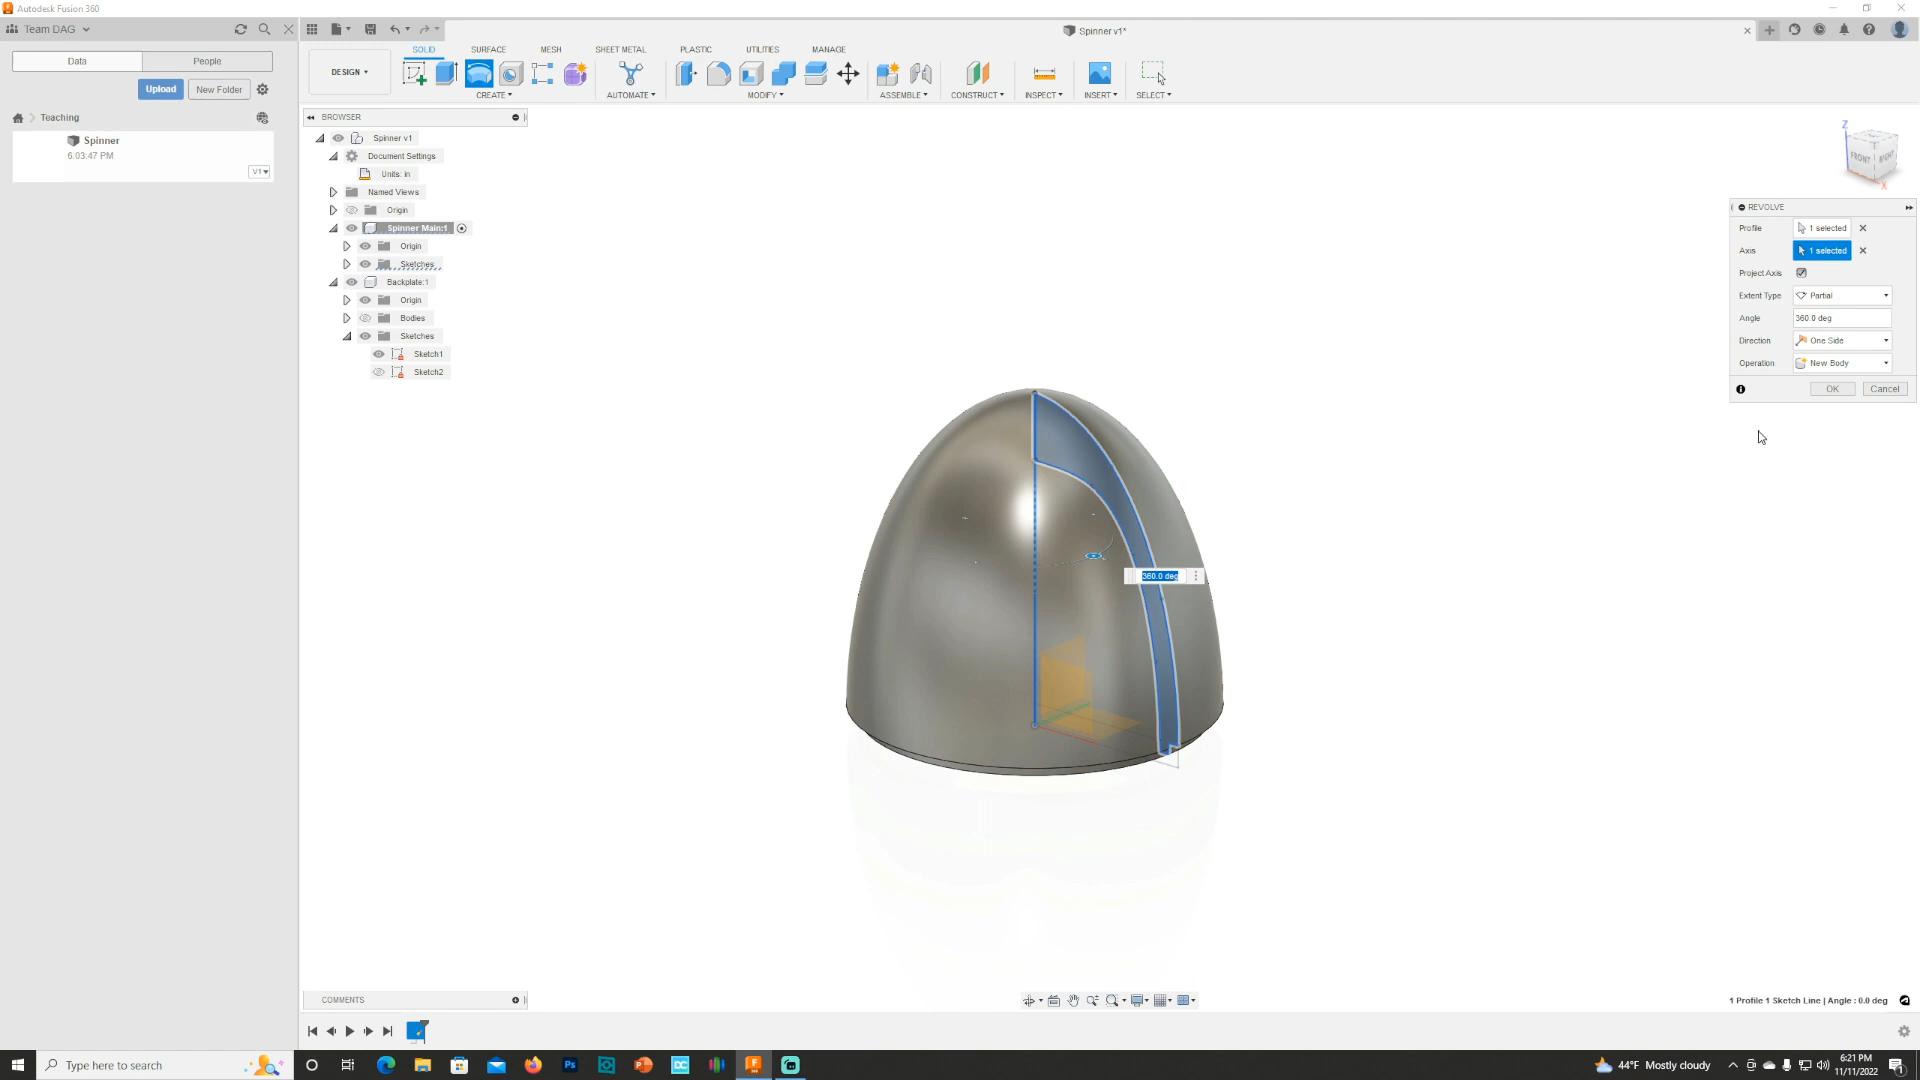 Autodesk Fusion 360
Team DAG
Spinner v1*
Data
People
Upload
New Folder
Teaching
Spinner
6:03:47 PM
V1
DESIGN
SOLID
SURFACE
MESH
SHEET METAL
PLASTIC
UTILITIES
MANAGE
CREATE
AUTOMATE
MODIFY
ASSEMBLE
CONSTRUCT
INSPECT
INSERT
SELECT
BROWSER
Spinner v1
Document Settings
Units: in
Named Views
Origin
Spinner Main:1
Origin
Sketches
Backplate:1
Origin
Bodies
Sketches
Sketch1
Sketch2
Z
FRONT
RIGHT
X
REVOLVE
Profile
1 selected
Axis
1 selected
Project Axis
Extent Type
Partial
Angle
360.0 deg
Direction
One Side
Operation
New Body
OK
Cancel
360.0 deg
COMMENTS
1 Profile 1 Sketch Line | Angle : 0.0 deg
Type here to search
Ps
DC
44°F Mostly cloudy
6:21 PM
11/11/2022